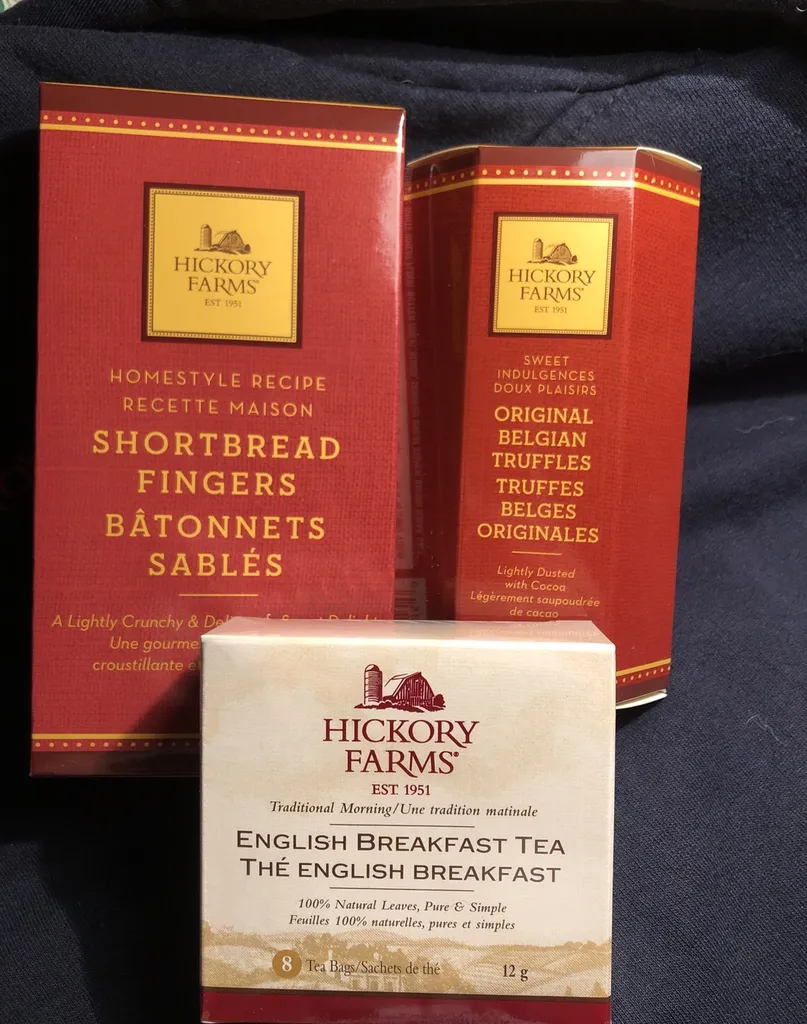 HICKORY
FARMS®
EST 1951
HOMESTYLE RECIPE
RECETTE MAISON
SHORTBREAD
FINGERS
BÂTONNETS
SABLÉS
A Lightly Crunchy &
Une
croustillante et
HICKORY
FARMS®
EST 1951
SWEET
INDULGENCES
DOUX PLAISIRS
ORIGINAL
BELGIAN
TRUFFLES
TRUFFES
BELGES
ORIGINALES
Lightly Dusted
with Cocoa
Légèrement saupoudrée
de cacao
HICKORY
FARMS®
EST. 1951
Traditional Morning/Une tradition matinale
ENGLISH BREAKFAST TEA
THÉ ENGLISH BREAKFAST
100% Natural Leaves, Pure & Simple
Feuilles 100% naturelles, pures et simples
8 Tea Bags/Sachets de thé 12 g